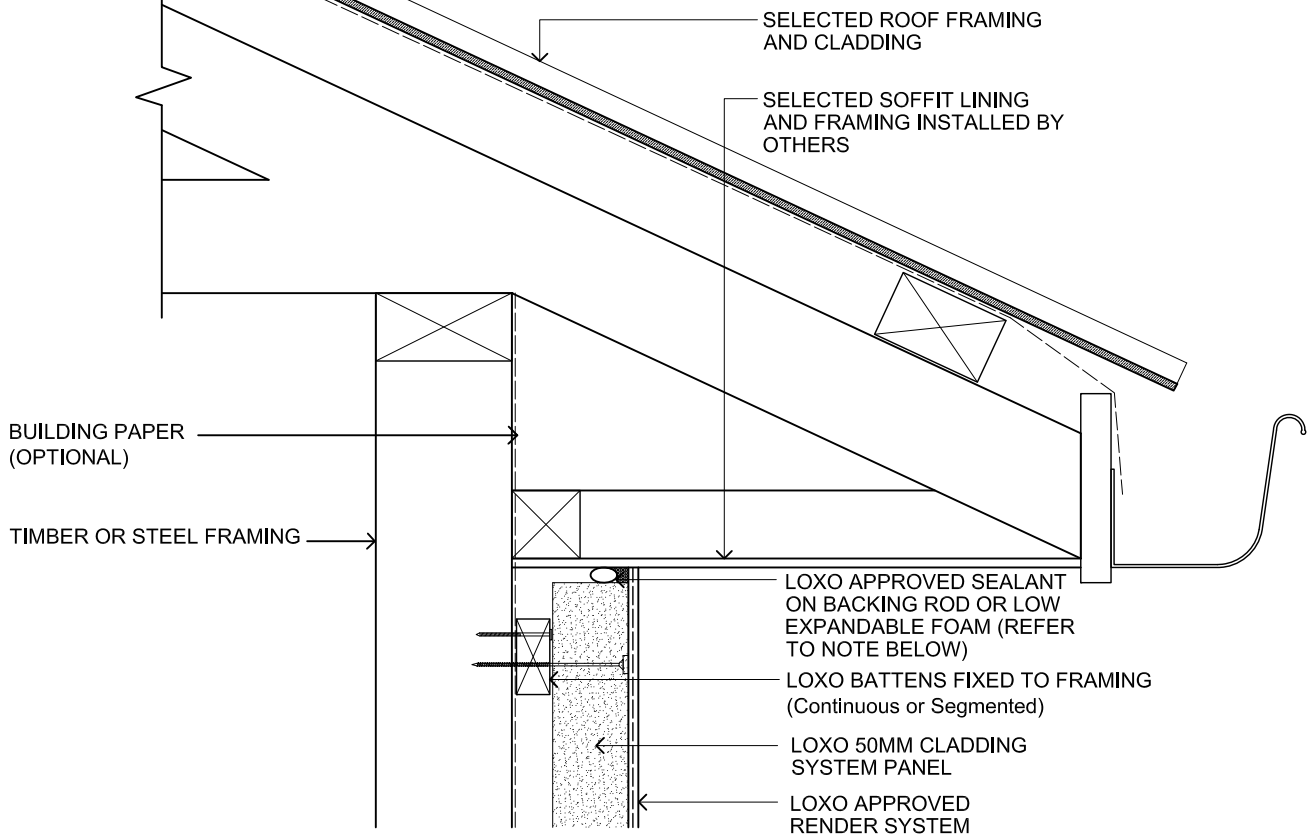 SELECTED ROOF FRAMING
AND CLADDING
SELECTED SOFFIT LINING
AND FRAMING INSTALLED BY
OTHERS
BUILDING PAPER
(OPTIONAL)
TIMBER OR STEEL FRAMING
LOXO APPROVED SEALANT
ON BACKING ROD OR LOW
EXPANDABLE FOAM (REFER
TO NOTE BELOW)
LOXO BATTENS FIXED TO FRAMING
(Continuous or Segmented)
LOXO 50MM CLADDING
SYSTEM PANEL
LOXO APPROVED
RENDER SYSTEM